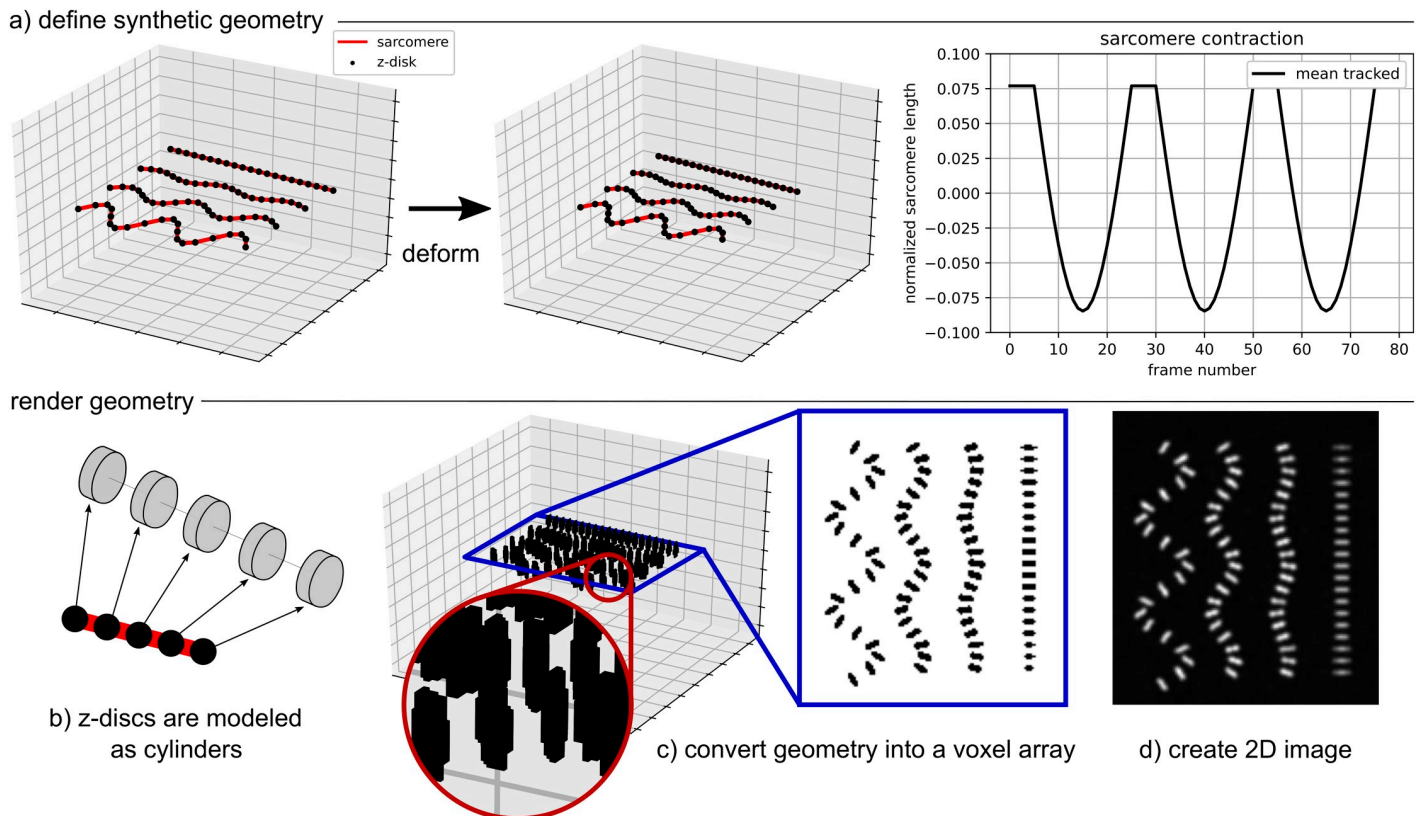 a) define synthetic geometry
sarcomere
z-disk
deform
sarcomere contraction
mean tracked
normalized sarcomere length
0.100
0.075
0.050
0.025
0.000
−0.025
−0.050
−0.075
−0.100
0 10 20 30 40 50 60 70 80
frame number
render geometry
b) z-discs are modeled
as cylinders
c) convert geometry into a voxel array
d) create 2D image